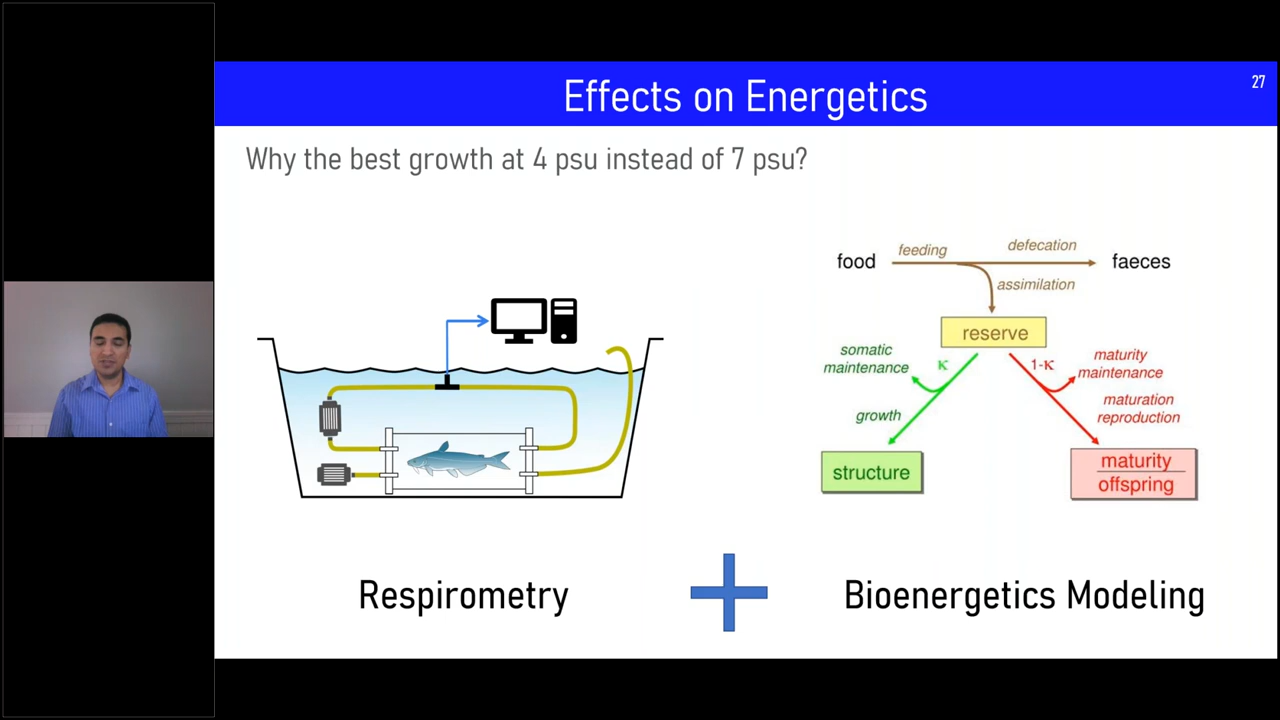 Effects on Energetics
27
Why the best growth at 4 psu instead of 7 psu?
food
feeding
defecation
faeces
assimilation
reserve
somatic
maintenance
κ
1-κ
maturity
maintenance
growth
maturation
reproduction
structure
maturity
offspring
Respirometry
Bioenergetics Modeling